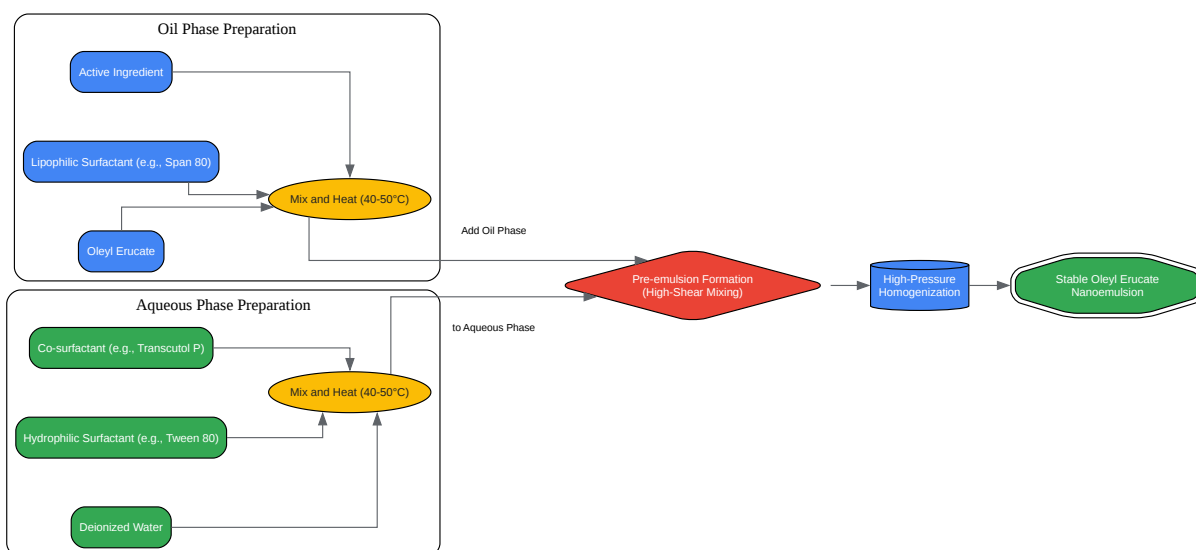 Oil Phase Preparation
Active Ingredient
Lipophilic Surfactant (e.g., Span 80)
Mix and Heat (40-50°C)
Oleyl Erucate
Add Oil Phase
Pre-emulsion Formation
(High-Shear Mixing)
High-Pressure
Homogenization
Stable Oleyl Erucate
Nanoemulsion
Aqueous Phase Preparation
to Aqueous Phase
Co-surfactant (e.g., Transcutol P)
Mix and Heat (40-50°C)
Hydrophilic Surfactant (e.g., Tween 80)
Deionized Water